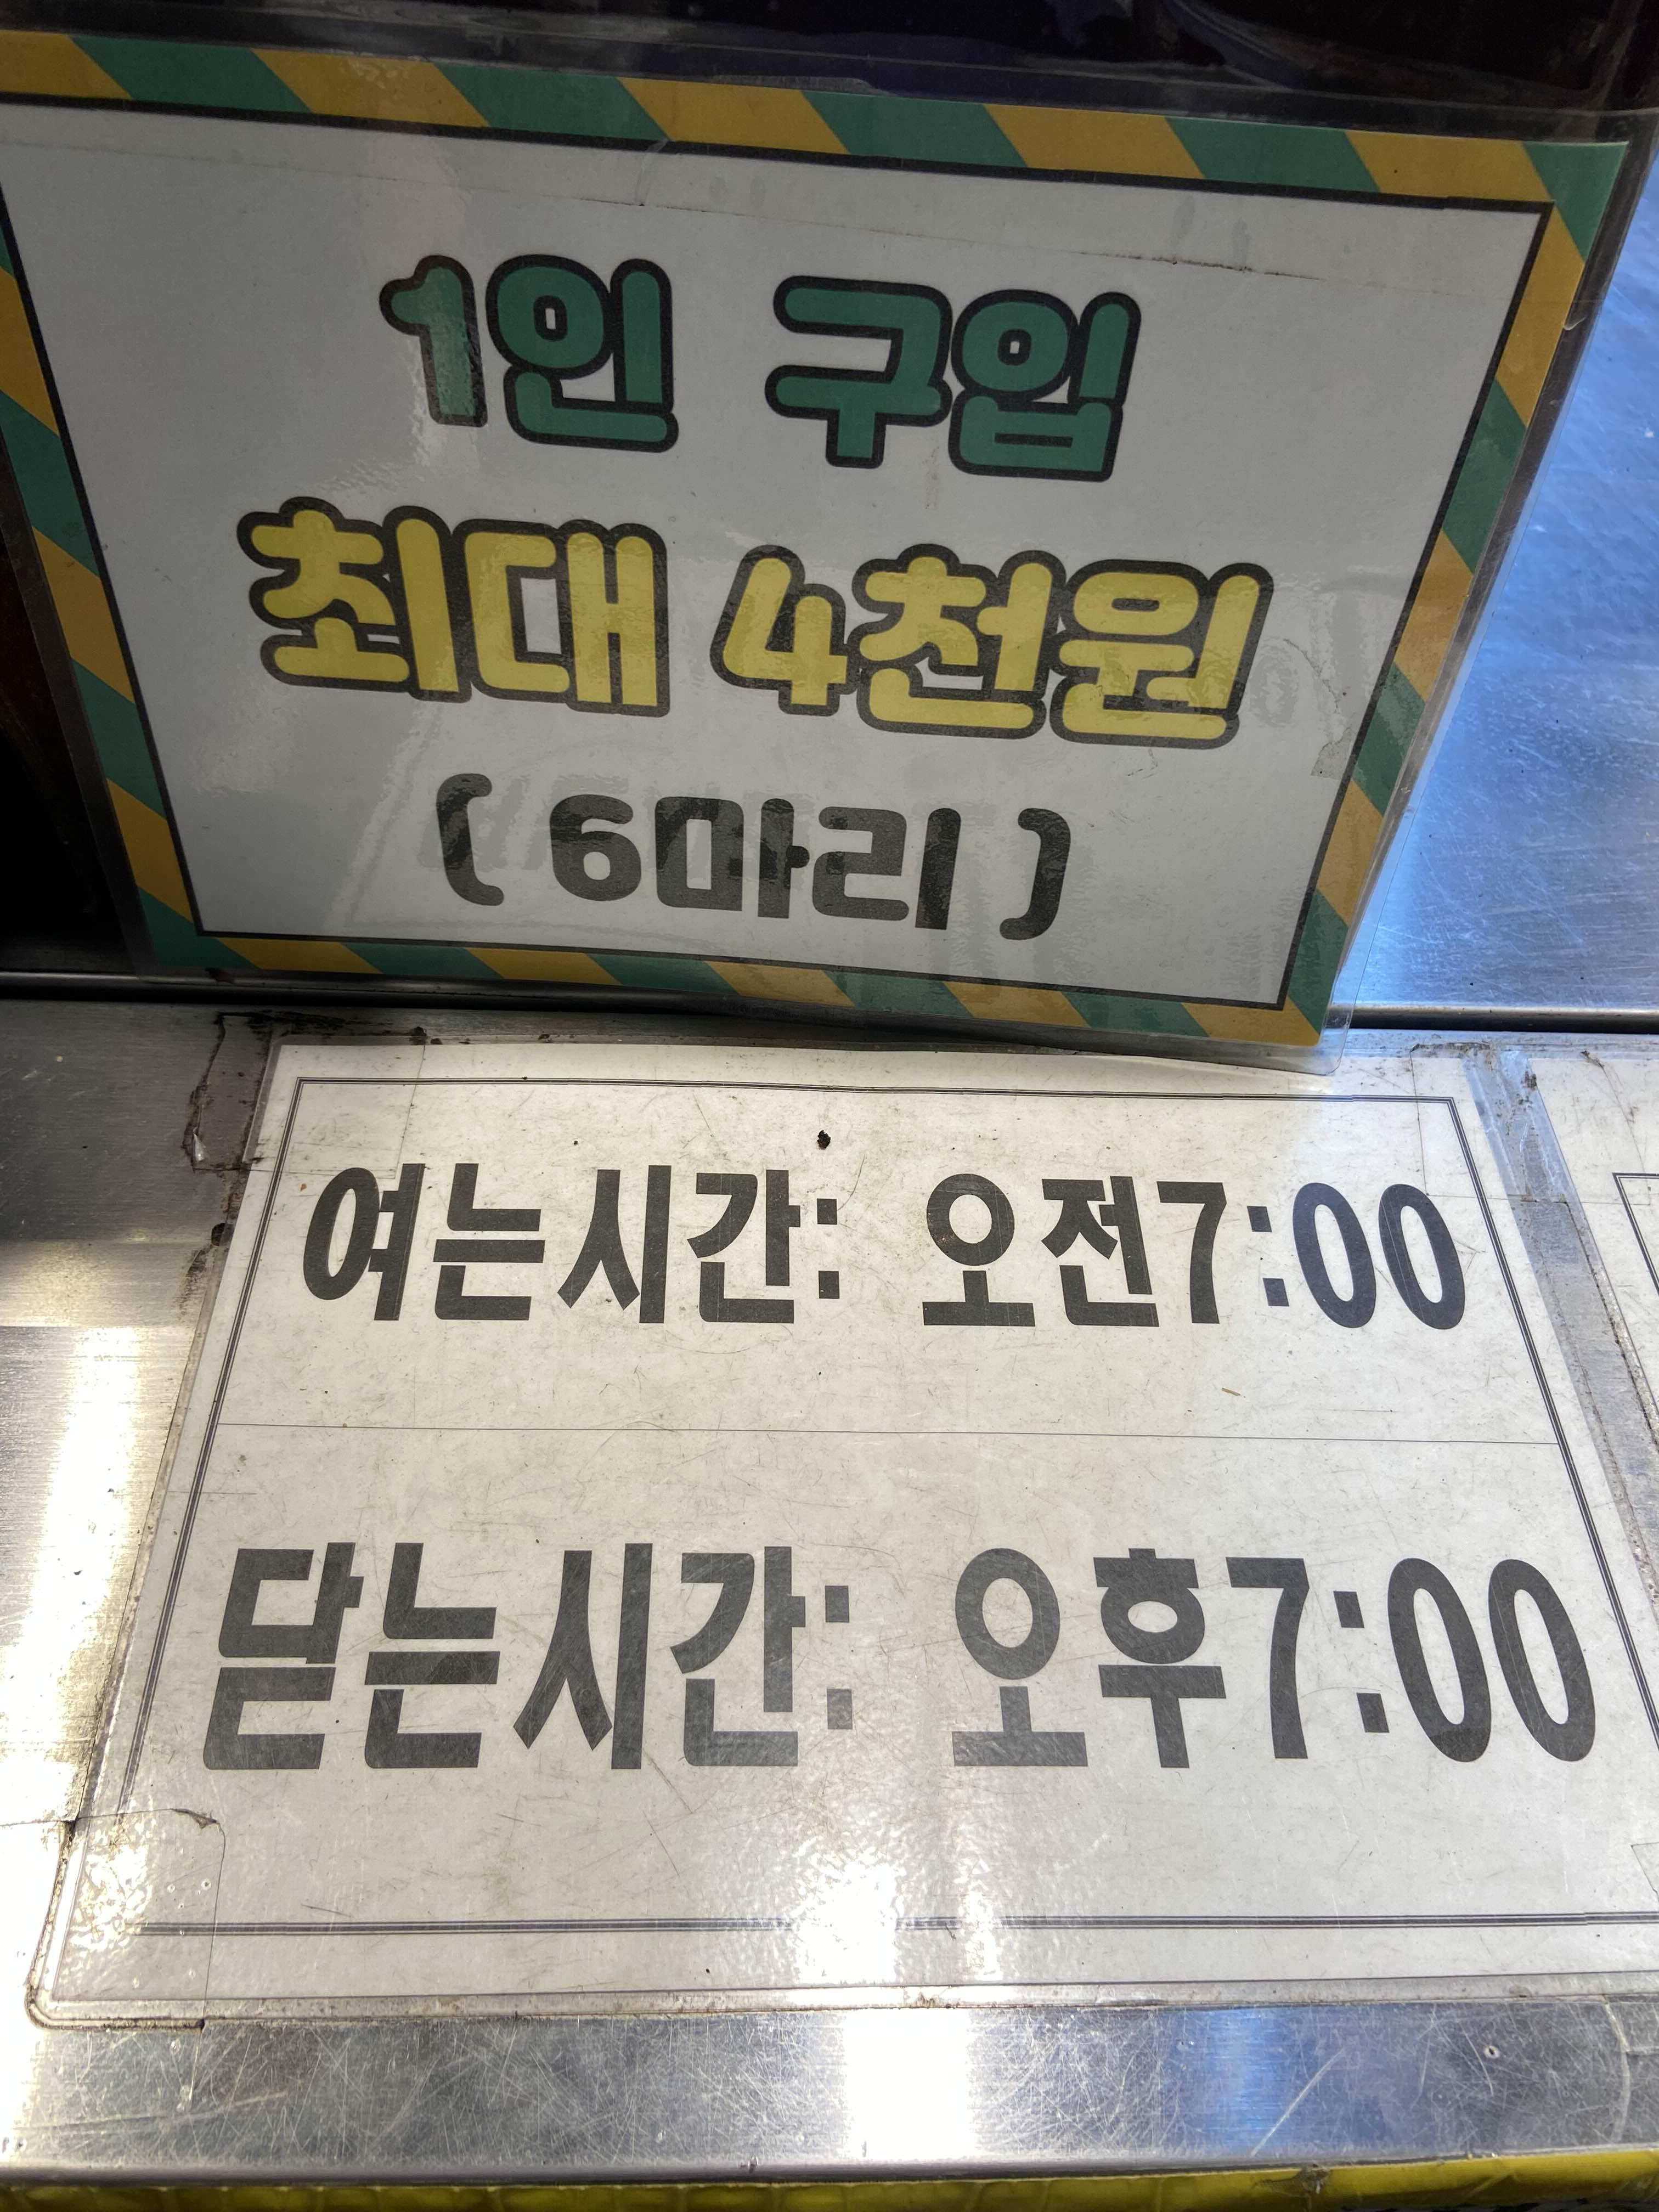 1인 구입
최대 4천원
( 6마리 )
여는시간: 오전7:00
닫는시간: 오후7:00